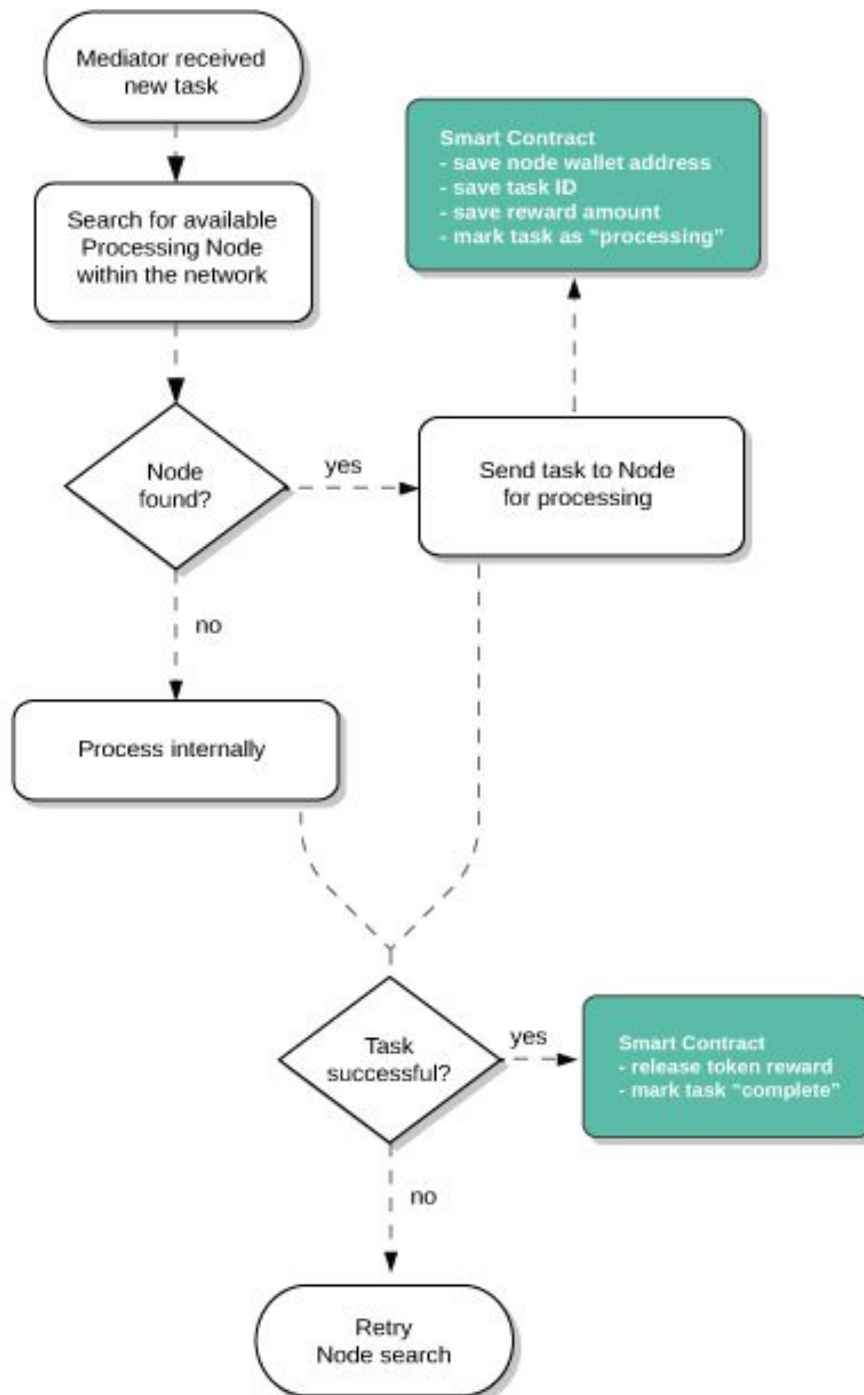 Mediator received
new task
Search for available
Processing Node
within the network
Smart Contract
- save node wallet address
- save task ID
- save reward amount
- mark task as “processing”
Node
found?
yes
Send task to Node
for processing
no
Process internally
Task
successful?
yes
Smart Contract
- release token reward
- mark task “complete”
no
Retry
Node search